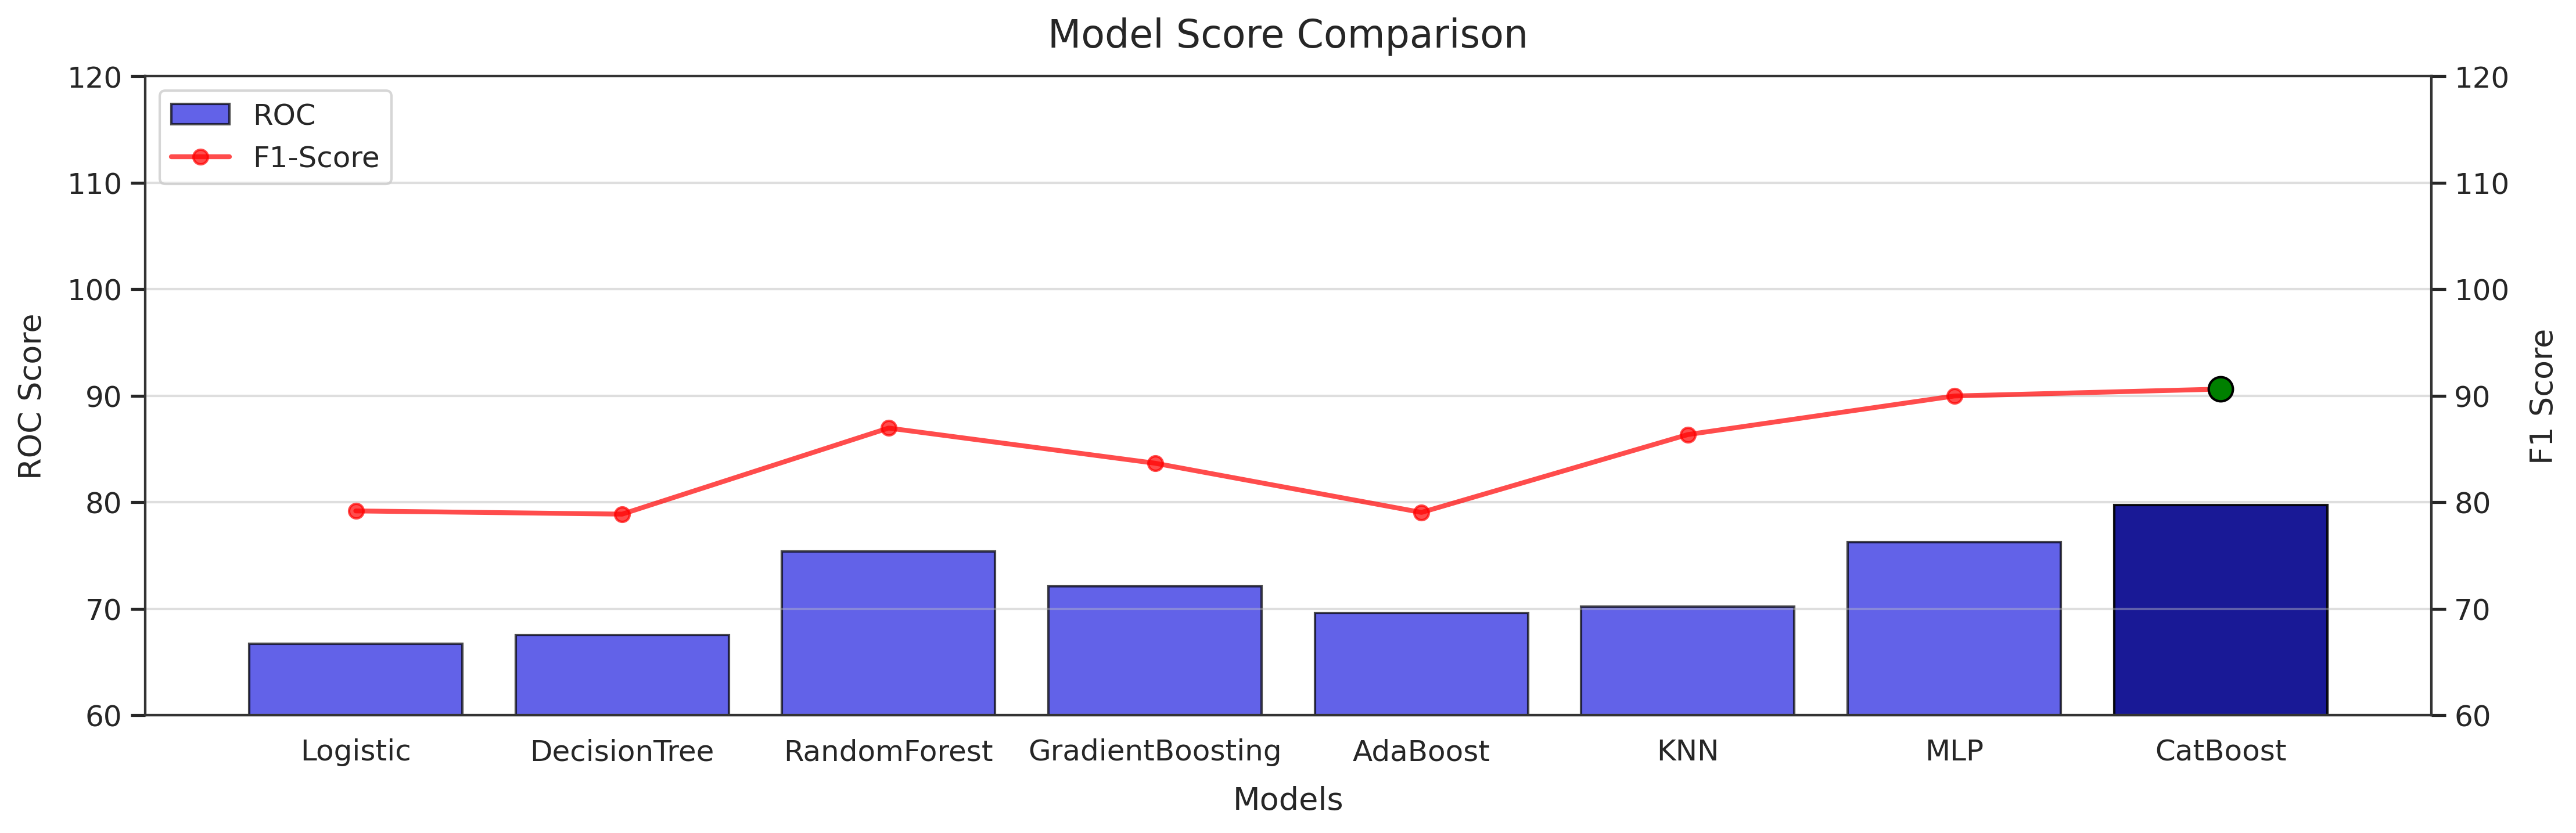 Model Score Comparison
120
110
100
90
80
70
60
ROC Score
ROC
F1-Score
120
110
100
90
80
70
60
F1 Score
Logistic DecisionTree RandomForest GradientBoosting AdaBoost KNN MLP CatBoost
Models